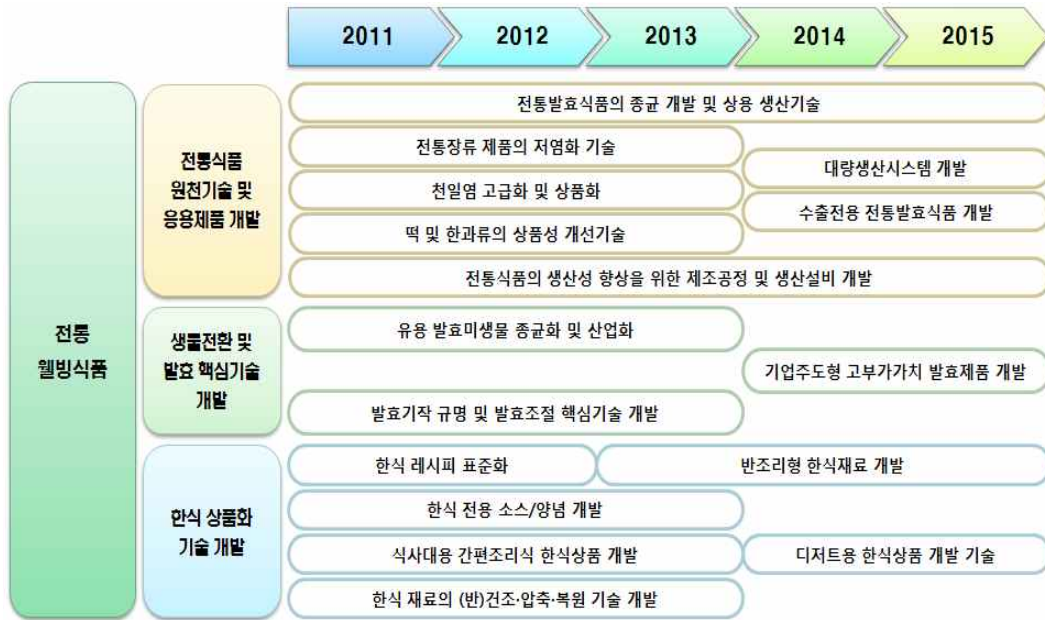 2011 2012 2013 2014 2015
전통
웰빙식품
전통식품
원천기술 및
응용제품 개발
전통발효식품의 종균 개발 및 상용 생산기술
전통장류 제품의 저염화 기술
천일염 고급화 및 상품화
떡 및 한과류의 상품성 개선기술
대량생산시스템 개발
수출전용 전통발효식품 개발
전통식품의 생산성 향상을 위한 제조공정 및 생산설비 개발
생물전환 및
발효 핵심기술
개발
유용 발효미생물 종균화 및 산업화
기업주도형 고부가가치 발효제품 개발
발효기작 규명 및 발효조절 핵심기술 개발
한식 상품화
기술 개발
한식 레시피 표준화
반조리형 한식재료 개발
한식 전용 소스/양념 개발
식사대용 간편조리식 한식상품 개발
디저트용 한식상품 개발 기술
한식 재료의 (반)건조·압축·복원 기술 개발